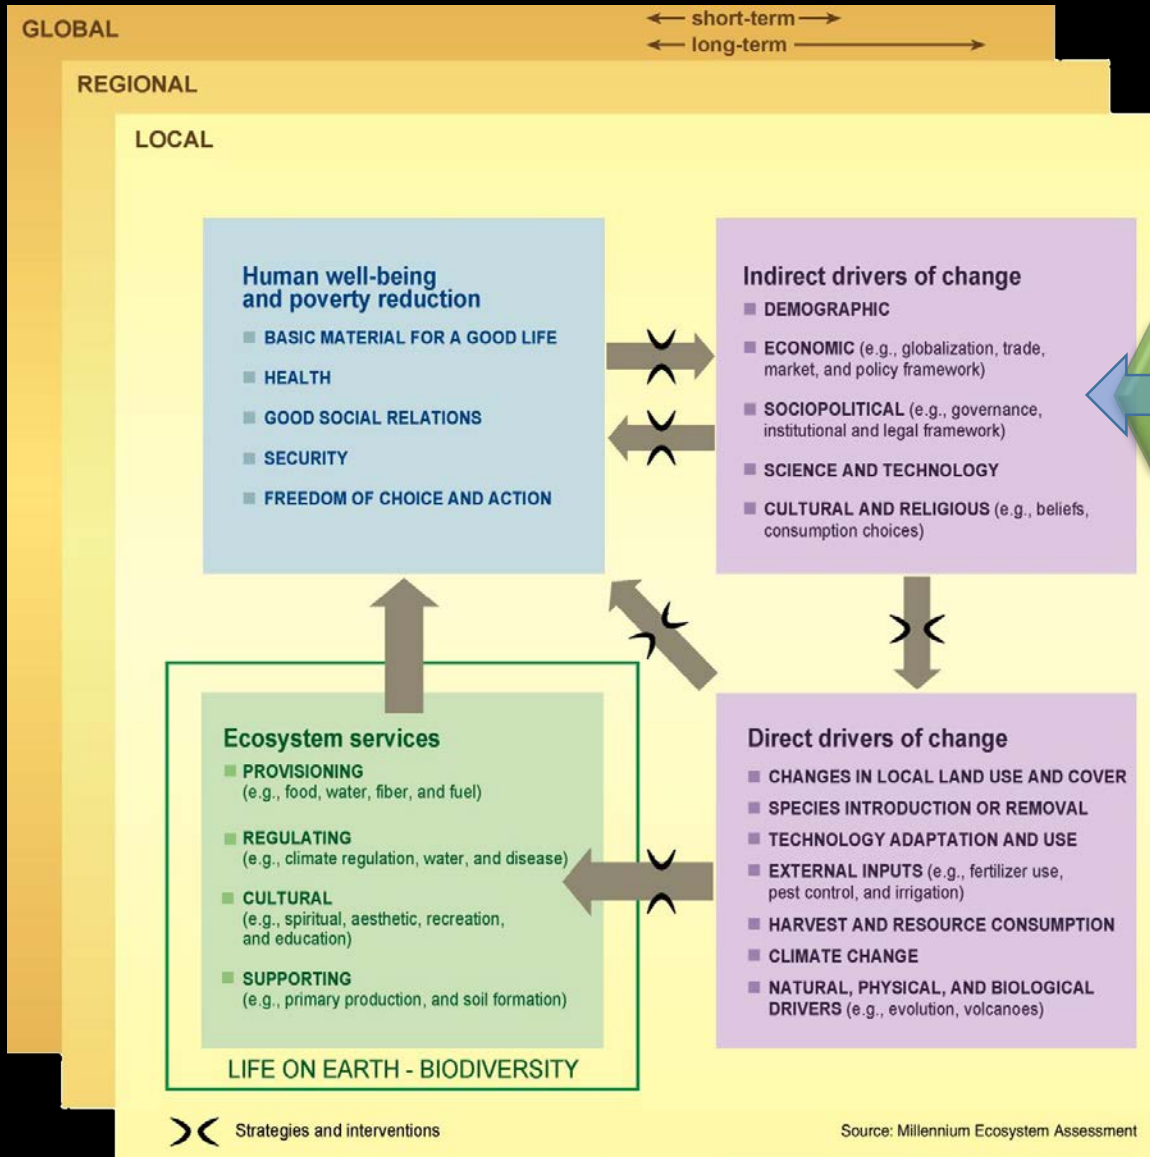 GLOBAL
short-term
long-term
REGIONAL
LOCAL
Human well-being
and poverty reduction
BASIC MATERIAL FOR A GOOD LIFE
HEALTH
GOOD SOCIAL RELATIONS
SECURITY
FREEDOM OF CHOICE AND ACTION
Indirect drivers of change
DEMOGRAPHIC
ECONOMIC (e.g., globalization, trade,
market, and policy framework)
SOCIOPOLITICAL (e.g., governance,
institutional and legal framework)
SCIENCE AND TECHNOLOGY
CULTURAL AND RELIGIOUS (e.g., beliefs,
consumption choices)
Ecosystem services
PROVISIONING
(e.g., food, water, fiber, and fuel)
REGULATING
(e.g., climate regulation, water, and disease)
CULTURAL
(e.g., spiritual, aesthetic, recreation,
and education)
SUPPORTING
(e.g., primary production, and soil formation)
LIFE ON EARTH - BIODIVERSITY
Direct drivers of change
CHANGES IN LOCAL LAND USE AND COVER
SPECIES INTRODUCTION OR REMOVAL
TECHNOLOGY ADAPTATION AND USE
EXTERNAL INPUTS (e.g., fertilizer use,
pest control, and irrigation)
HARVEST AND RESOURCE CONSUMPTION
CLIMATE CHANGE
NATURAL, PHYSICAL, AND BIOLOGICAL
DRIVERS (e.g., evolution, volcanoes)
Strategies and interventions
Source: Millennium Ecosystem Assessment